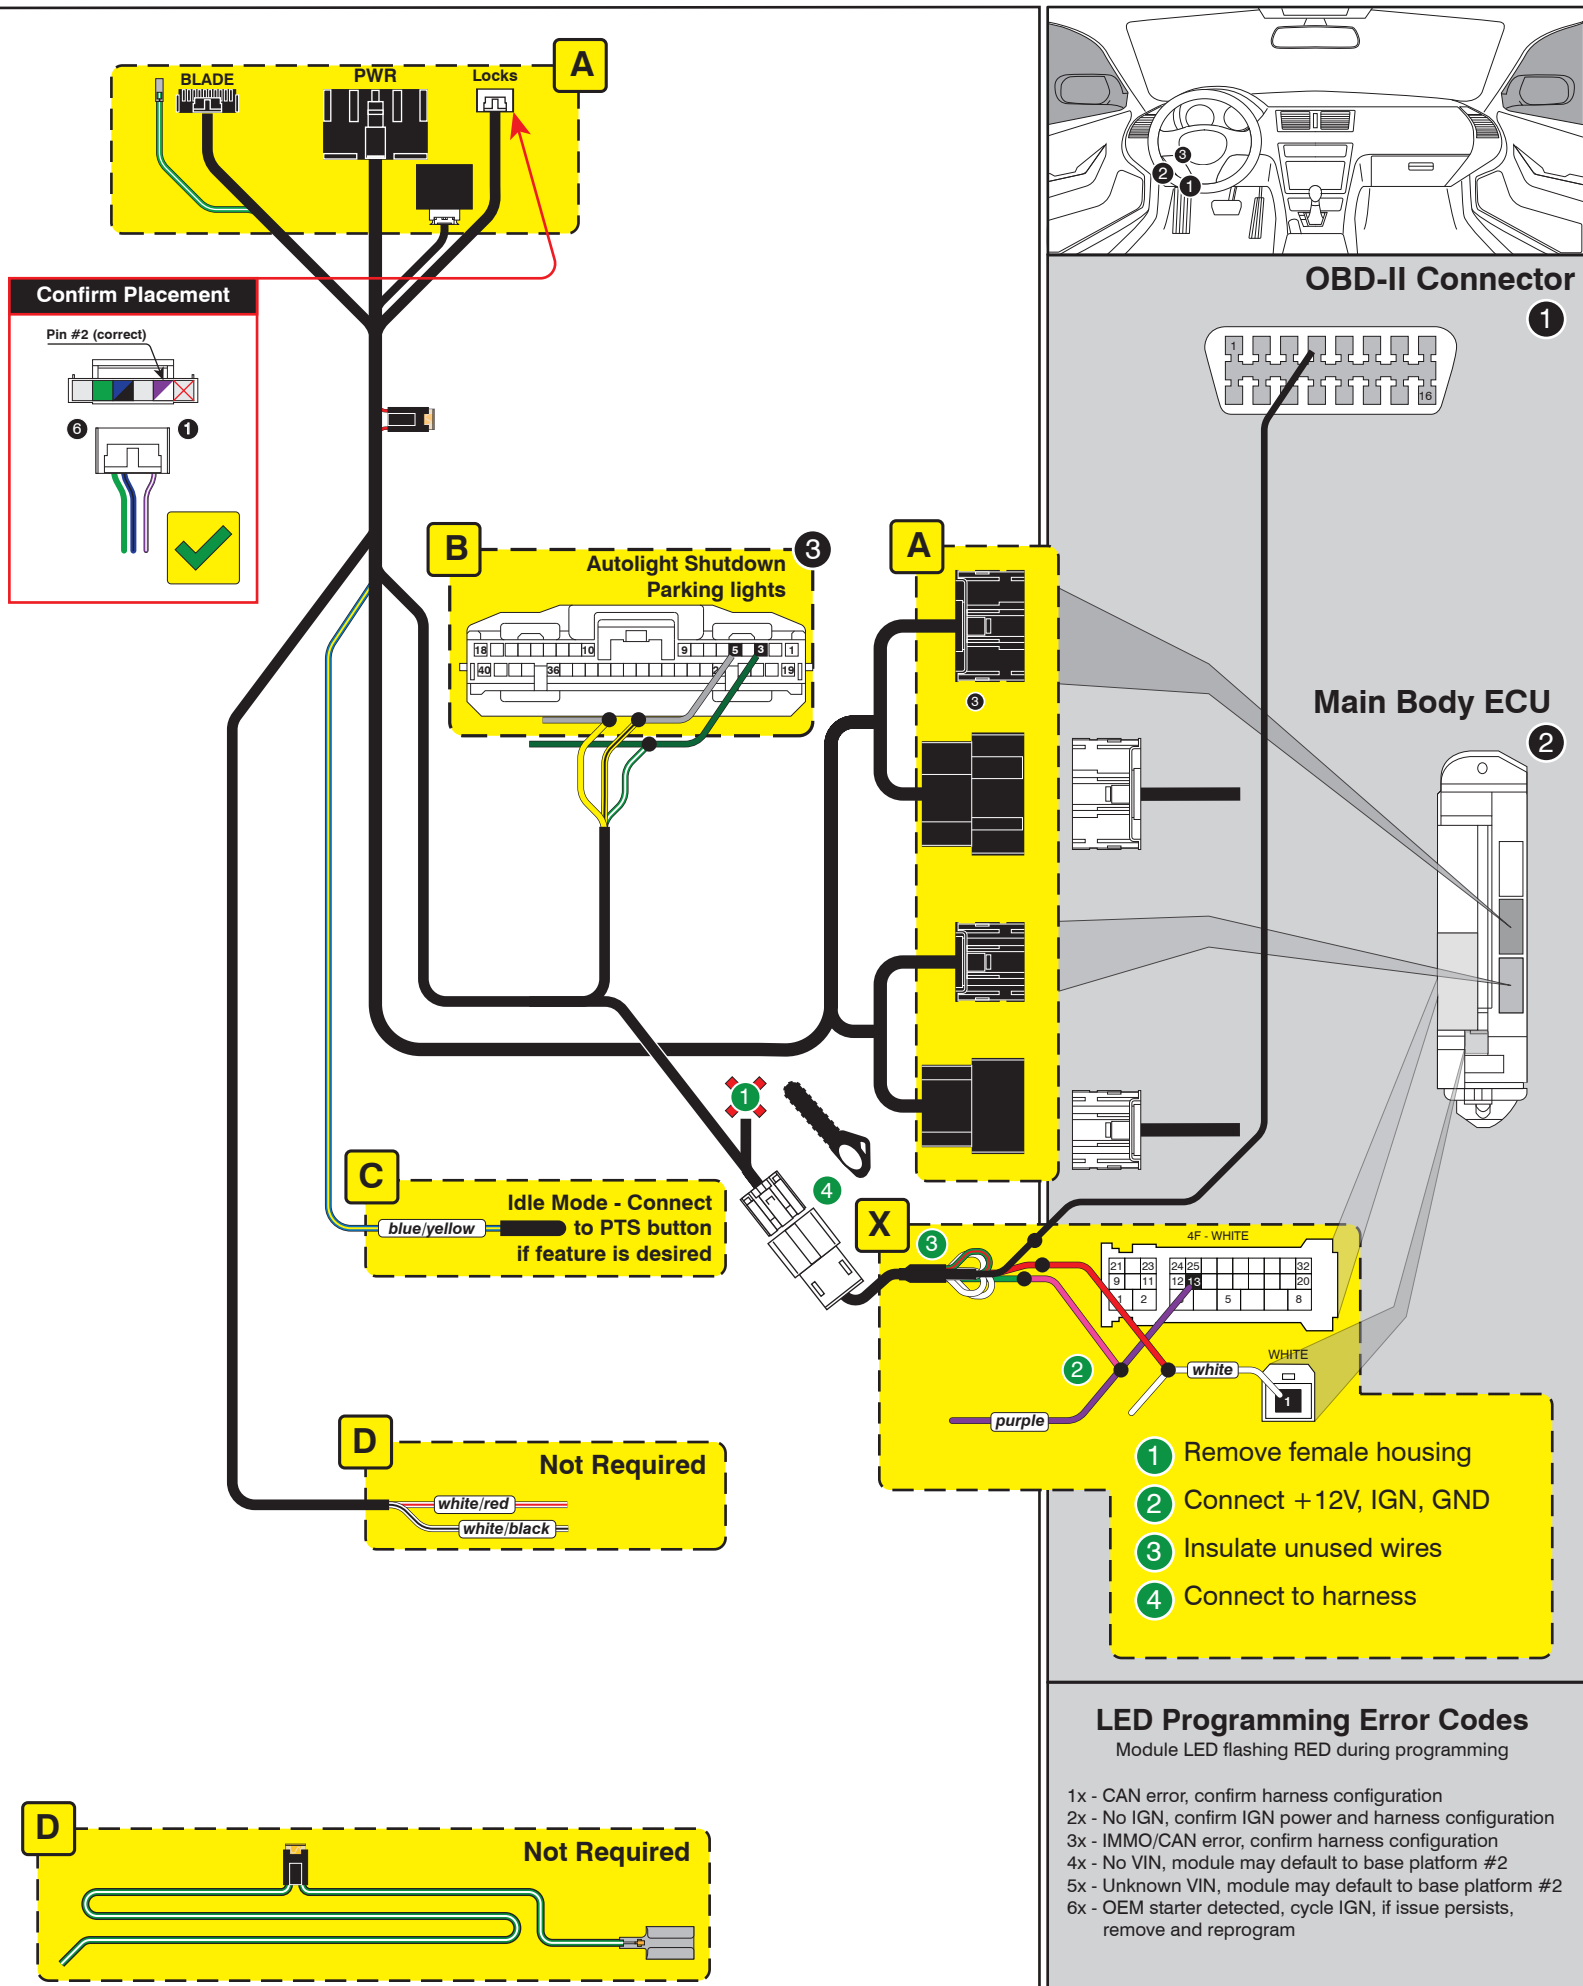 A
BLADE
PWR
Locks
Confirm Placement
Pin #2 (correct)
6
1
3
2
1
OBD-II Connector
1
1
16
B
Autolight Shutdown
3
Parking lights
18
10
9
5
3
1
40
36
2
19
A
3
Main Body ECU
2
1
4
C
Idle Mode - Connect
to PTS button
if feature is desired
blue/yellow
X
3
4F - WHITE
21
23
24
25
32
9
11
12
13
20
1
2
5
8
2
WHITE
white
1
purple
1 Remove female housing
2 Connect +12V, IGN, GND
3 Insulate unused wires
4 Connect to harness
D
Not Required
white/red
white/black
LED Programming Error Codes
Module LED flashing RED during programming
1x - CAN error, confirm harness configuration
2x - No IGN, confirm IGN power and harness configuration
3x - IMMO/CAN error, confirm harness configuration
4x - No VIN, module may default to base platform #2
5x - Unknown VIN, module may default to base platform #2
6x - OEM starter detected, cycle IGN, if issue persists,
remove and reprogram
D
Not Required